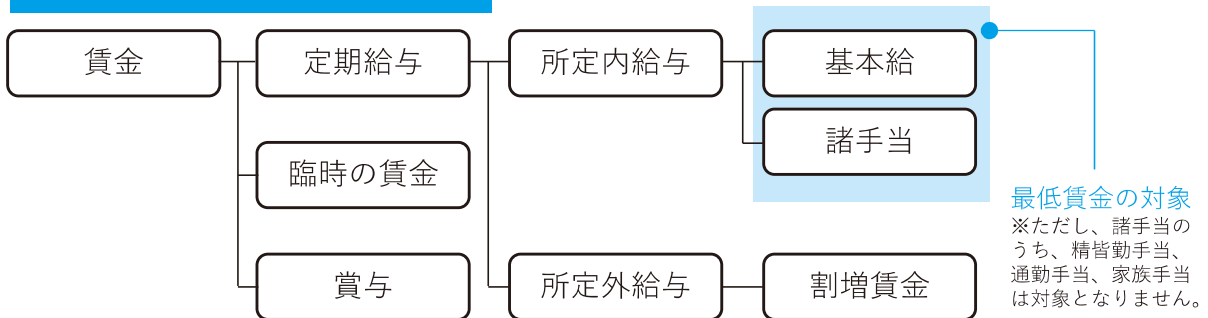 賃金
定期給与
所定内給与
基本給
諸手当
臨時の賃金
賞与
所定外給与
割増賃金
最低賃金の対象
※ただし、諸手当の
うち、精皆勤手当、
通勤手当、家族手当
は対象となりません。